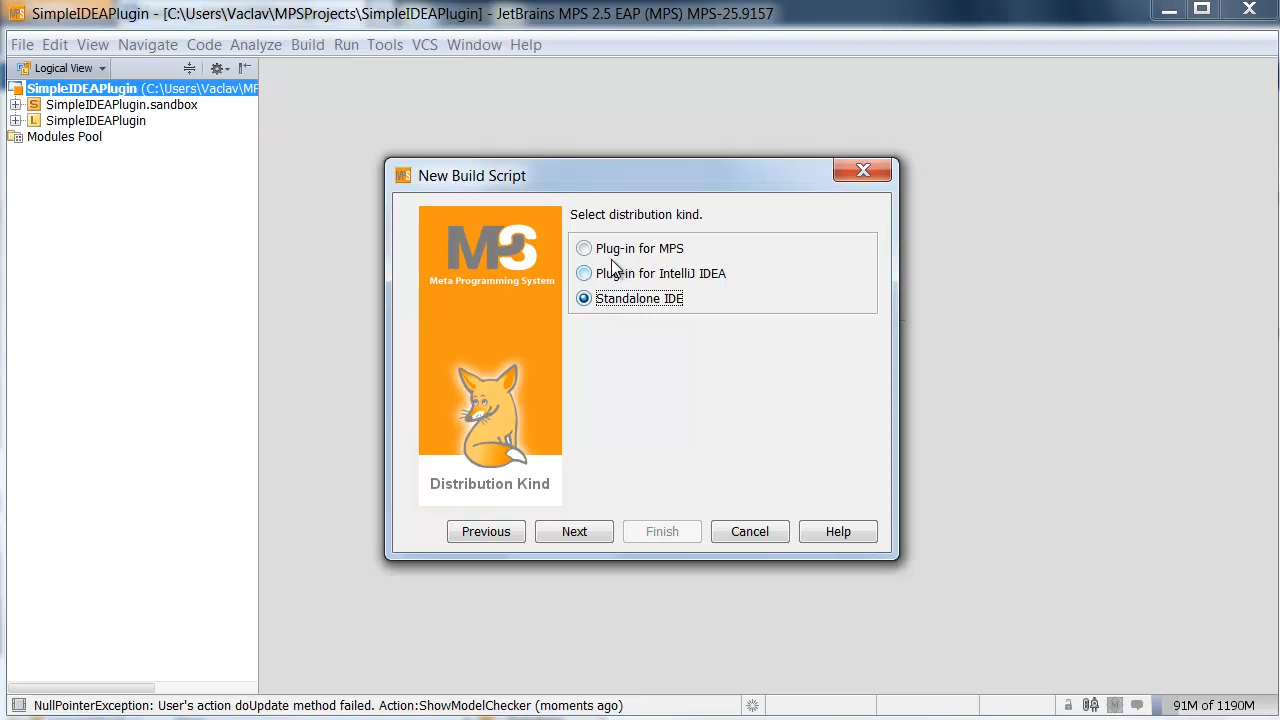 SimpleIDEAPlugin - [C:\Users\Vaclav\MPSProjects\SimpleIDEAPlugin] - JetBrains MPS 2.5 EAP (MPS) MPS-25.9157
File Edit View Navigate Code Analyze Build Run Tools VCS Window Help
Logical View
SimpleIDEAPlugin (C:\Users\Vaclav\MP
SimpleIDEAPlugin.sandbox
SimpleIDEAPlugin
Modules Pool
New Build Script
MPS
Meta Programming System
Distribution Kind
Select distribution kind.
Plug-in for MPS
Plug-in for IntelliJ IDEA
Standalone IDE
Previous Next Finish Cancel Help
NullPointerException: User's action doUpdate method failed. Action:ShowModelChecker (moments ago)
91M of 1190M